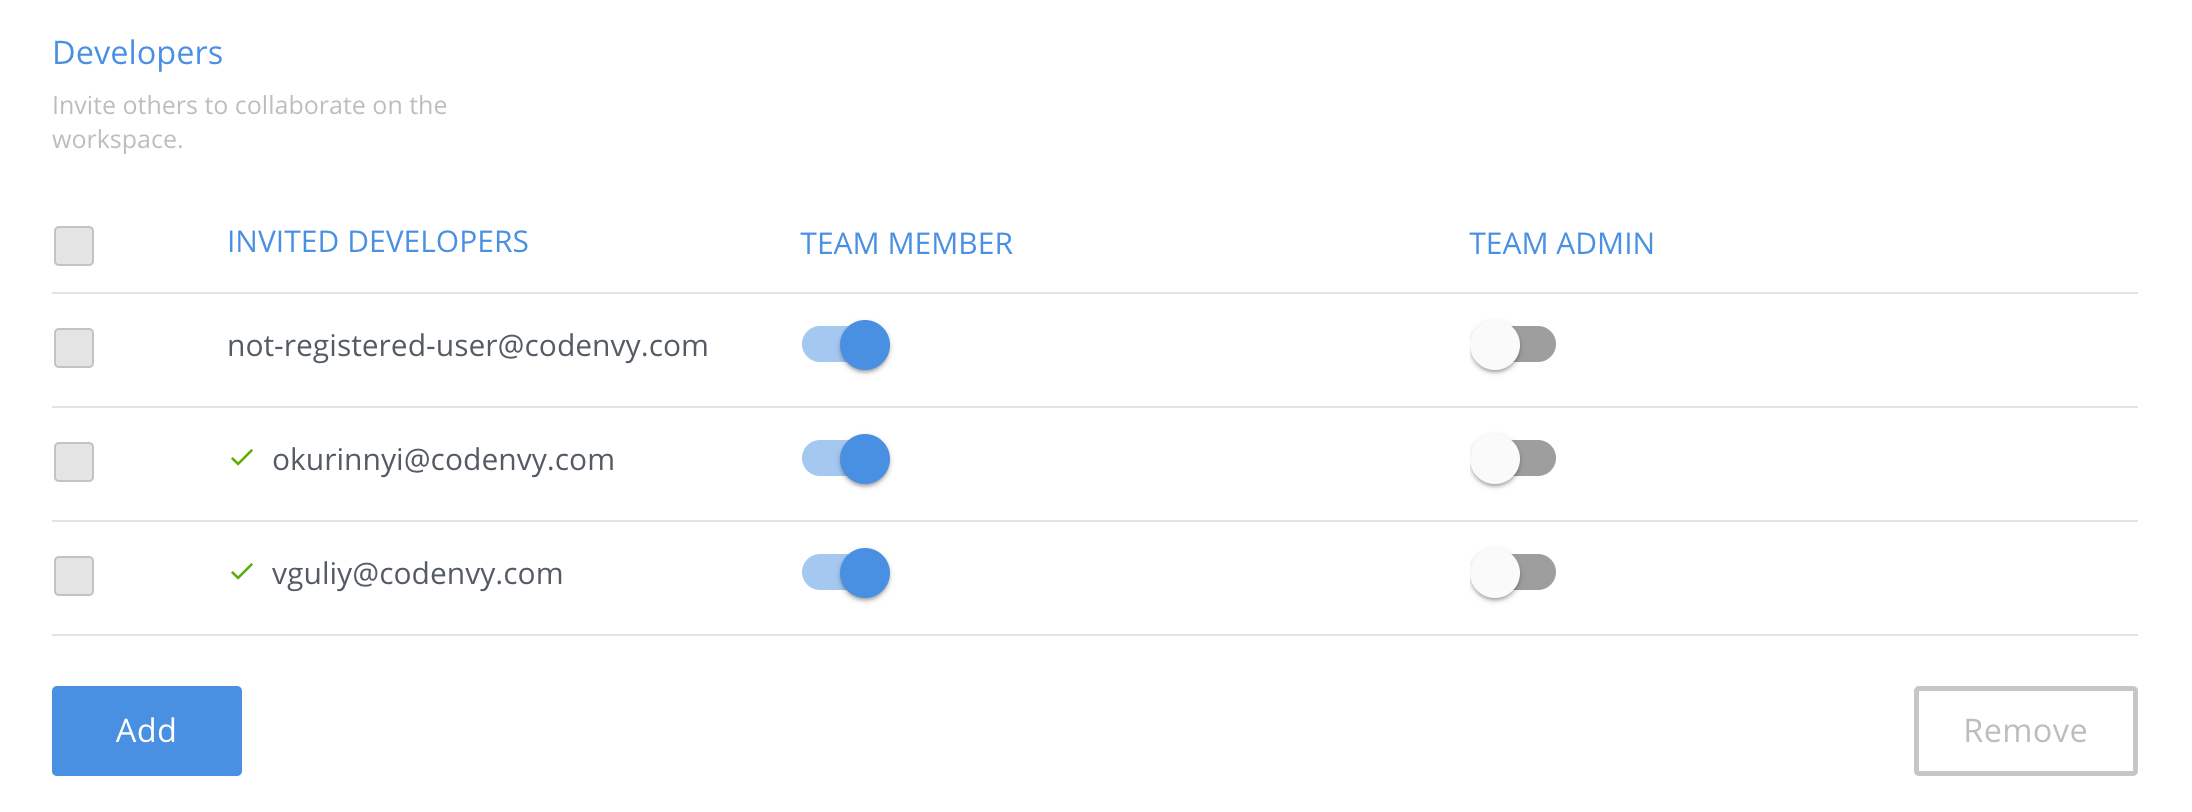 Developers
Invite others to collaborate on the
workspace.
INVITED DEVELOPERS TEAM MEMBER TEAM ADMIN
not-registered-user@codenvy.com
okurinnyi@codenvy.com
vguliy@codenvy.com
Add Remove